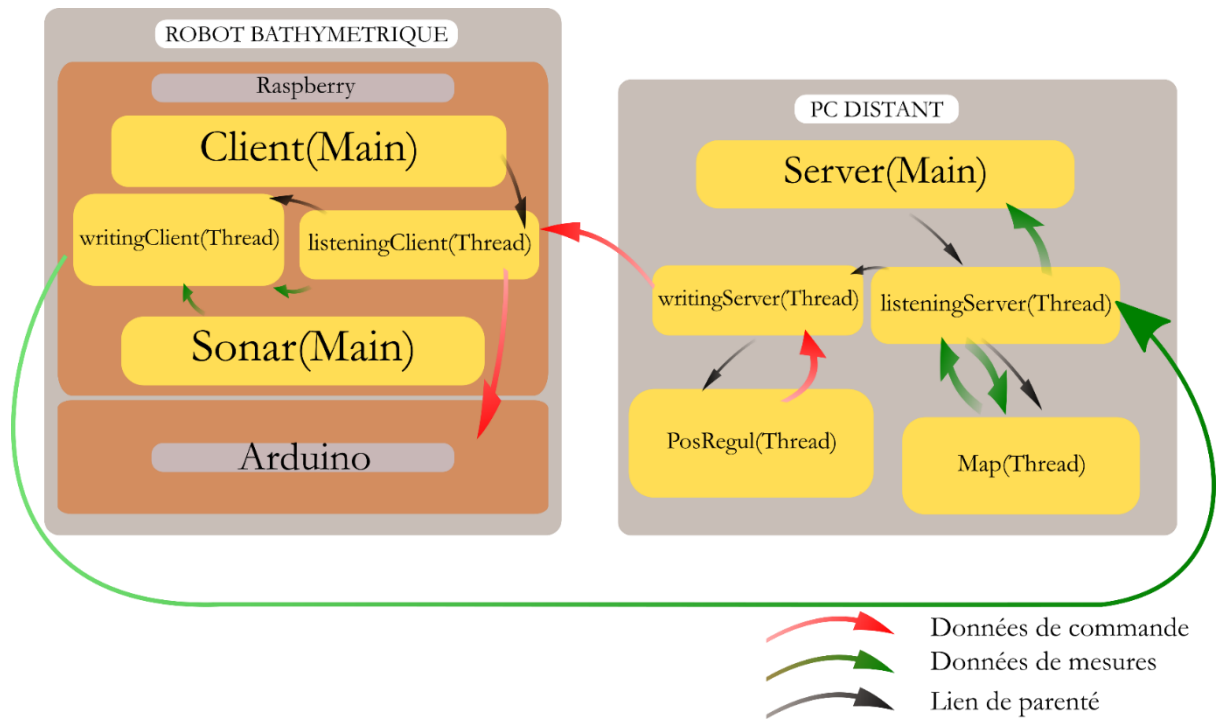 ROBOT BATHYMETRIQUE
Raspberry
Client(Main)
writingClient(Thread)
listeningClient(Thread)
Sonar(Main)
Arduino
PC DISTANT
Server(Main)
writingServer(Thread)
listeningServer(Thread)
PosRegul(Thread)
Map(Thread)
Données de commande
Données de mesures
Lien de parenté